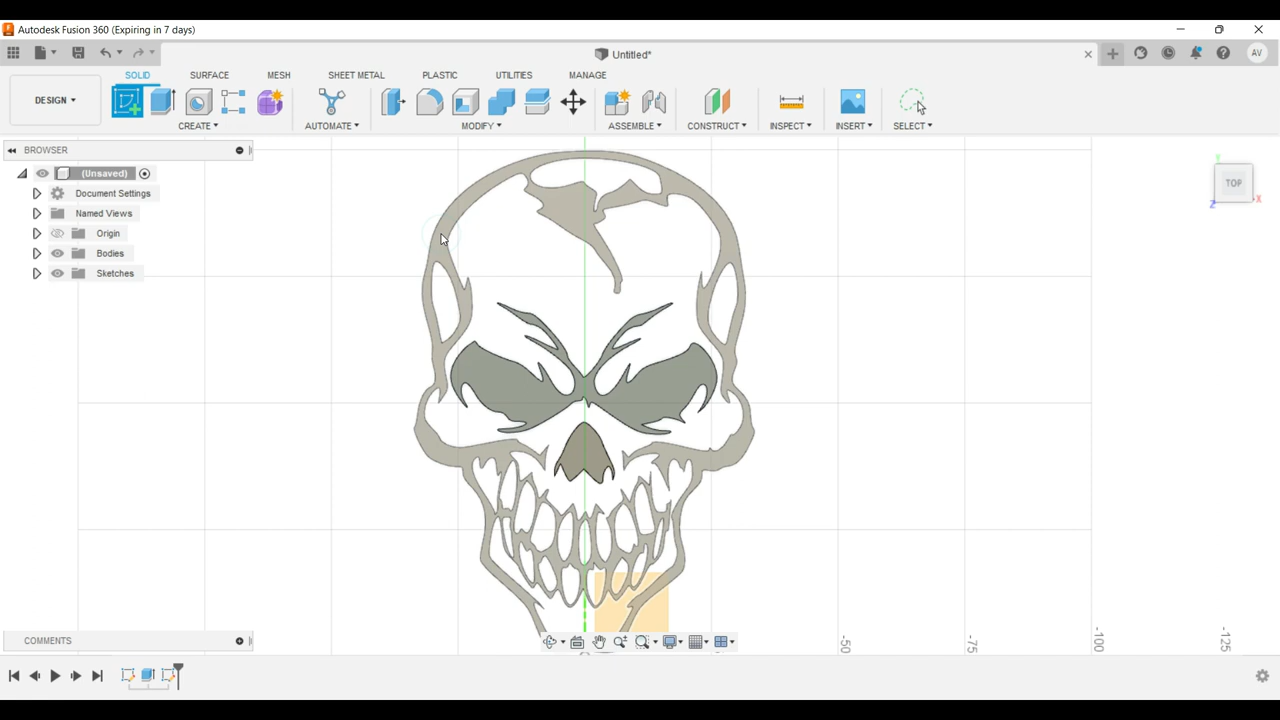 Autodesk Fusion 360 (Expiring in 7 days)
Untitled*
AV
DESIGN
SOLID SURFACE MESH SHEET METAL PLASTIC UTILITIES MANAGE
CREATE AUTOMATE MODIFY ASSEMBLE CONSTRUCT INSPECT INSERT SELECT
BROWSER
(Unsaved)
Document Settings
Named Views
Origin
Bodies
Sketches
TOP
Y
X
Z
-50
-75
-100
-125
COMMENTS